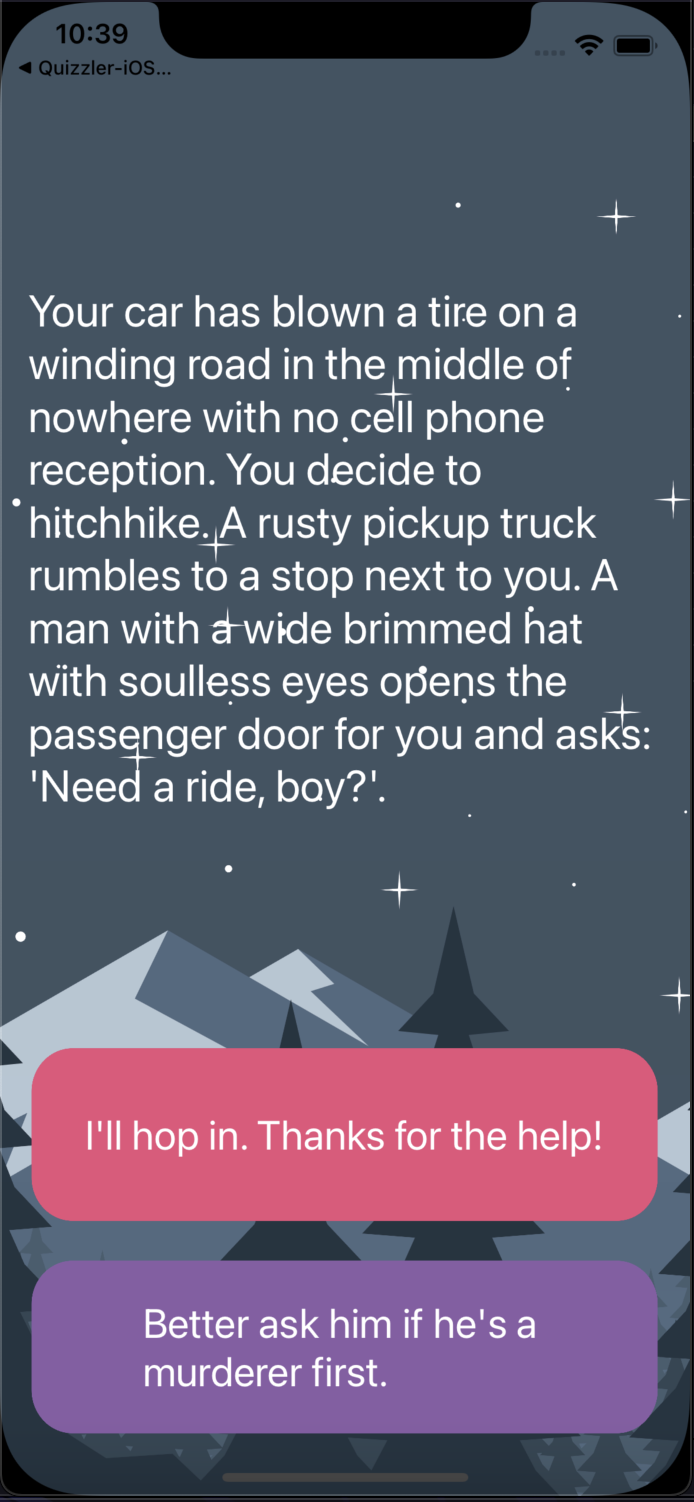 10:39
◀ Quizzler-iOS...
Your car has blown a tire on a
winding road in the middle of
nowhere with no cell phone
reception. You decide to
hitchhike. A rusty pickup truck
rumbles to a stop next to you. A
man with a wide brimmed hat
with soulless eyes opens the
passenger door for you and asks:
'Need a ride, boy?'.
I'll hop in. Thanks for the help!
Better ask him if he's a
murderer first.